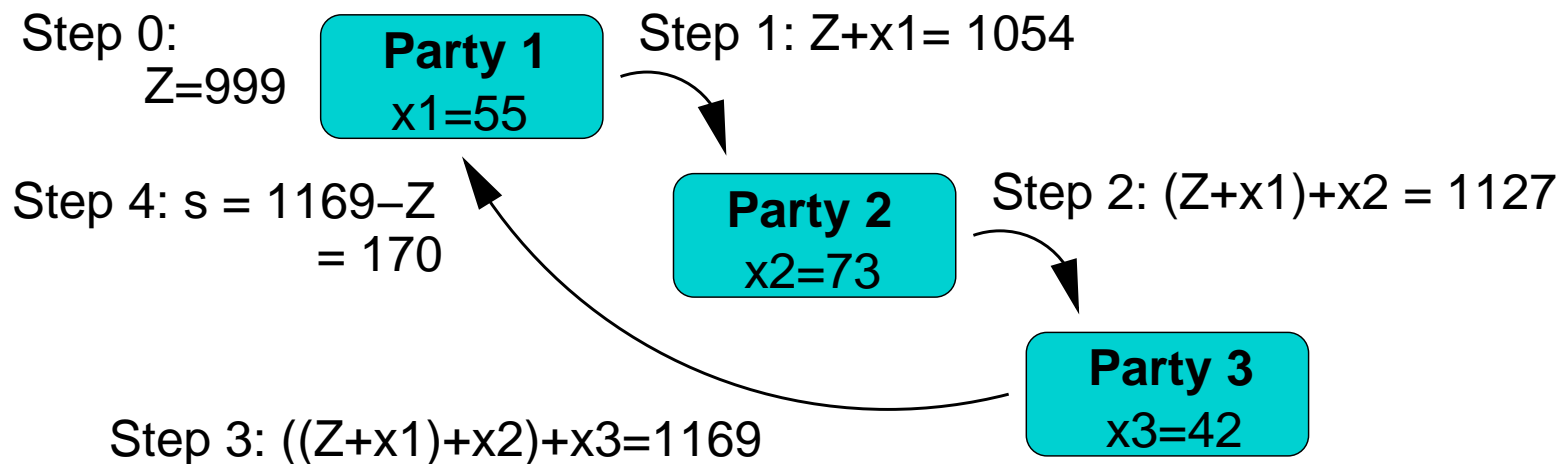 Step 0:
Z=999
Party 1
x1=55
Step 1: Z+x1= 1054
Step 4: s = 1169–Z
= 170
Party 2
x2=73
Step 2: (Z+x1)+x2 = 1127
Party 3
x3=42
Step 3: ((Z+x1)+x2)+x3=1169